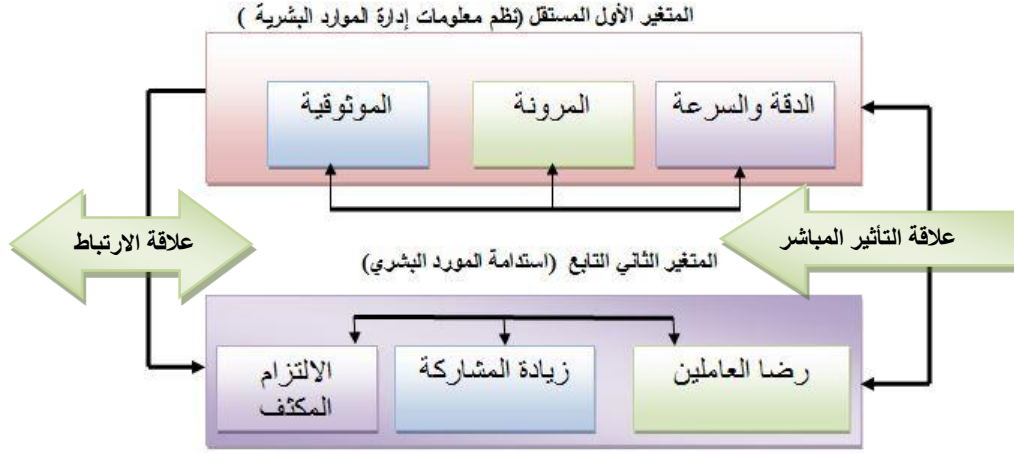 المتغير الأول المستقل (نظم معلومات إدارة الموارد البشرية )
الدقة والسرعة
المرونة
الموثوقية
علاقة التأثير المباشر
علاقة الارتباط
المتغير الثاني التابع (استدامة المورد البشري)
رضا العاملين
زيادة المشاركة
الالتزام
المكثف